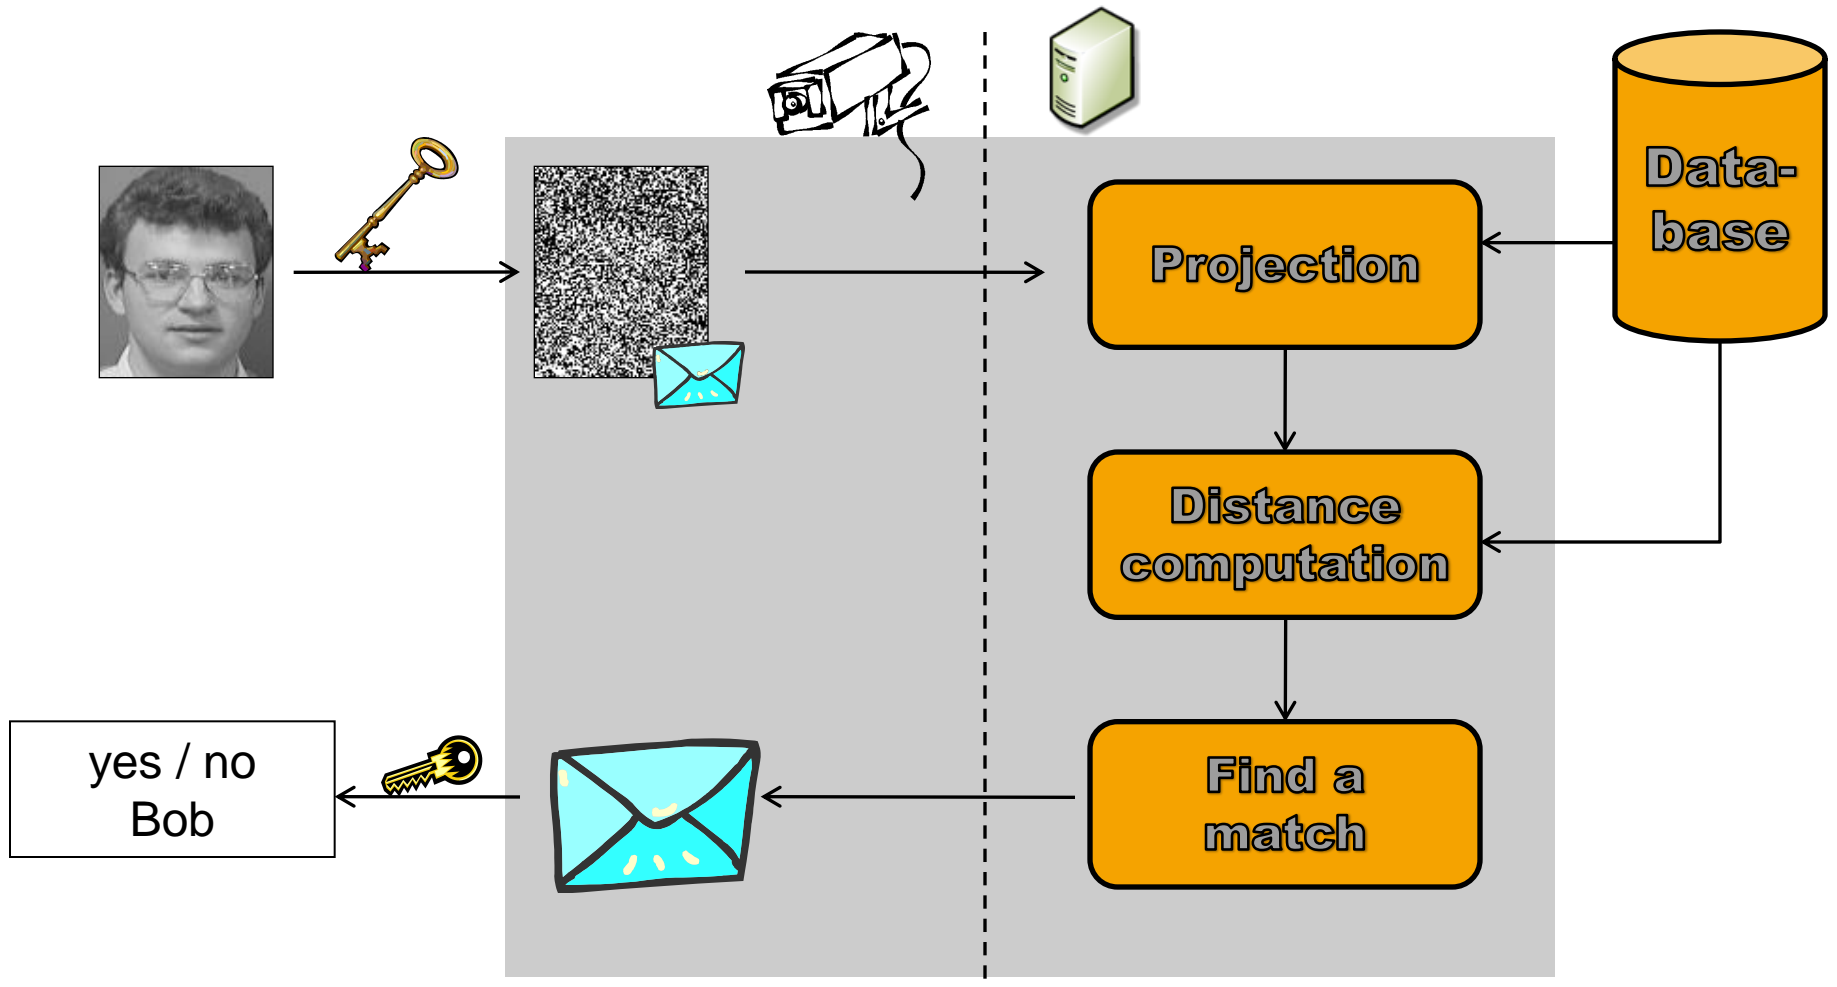 Data-
base
Projection
Distance
computation
Find a
match
yes / no
Bob